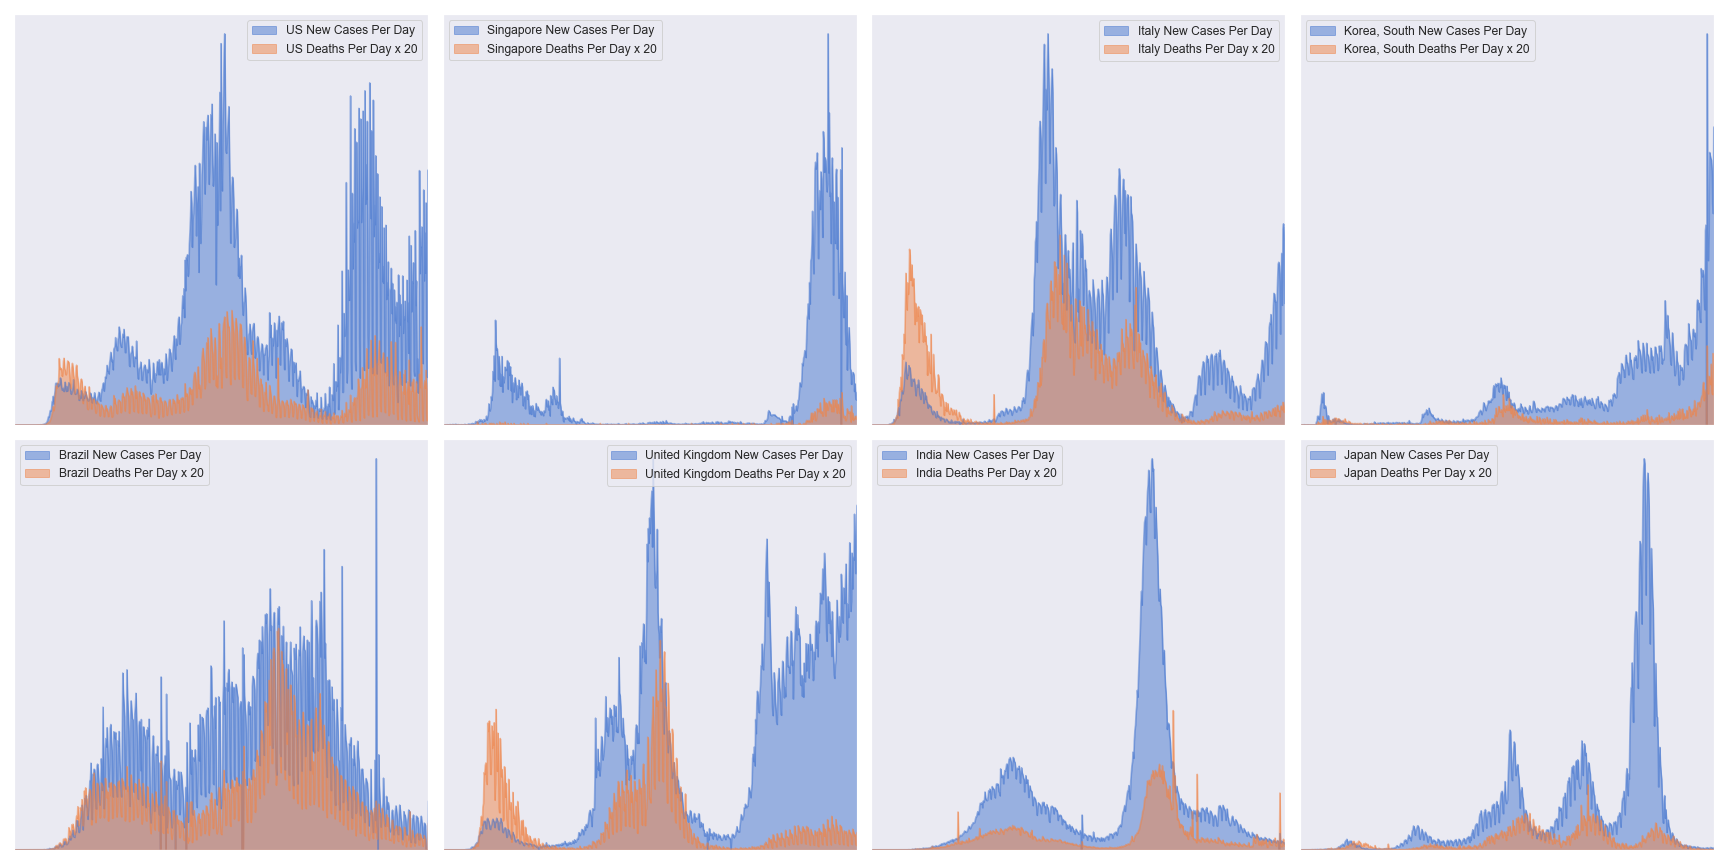 US New Cases Per Day
US Deaths Per Day x 20
Singapore New Cases Per Day
Singapore Deaths Per Day x 20
Italy New Cases Per Day
Italy Deaths Per Day x 20
Korea, South New Cases Per Day
Korea, South Deaths Per Day x 20
Brazil New Cases Per Day
Brazil Deaths Per Day x 20
United Kingdom New Cases Per Day
United Kingdom Deaths Per Day x 20
India New Cases Per Day
India Deaths Per Day x 20
Japan New Cases Per Day
Japan Deaths Per Day x 20